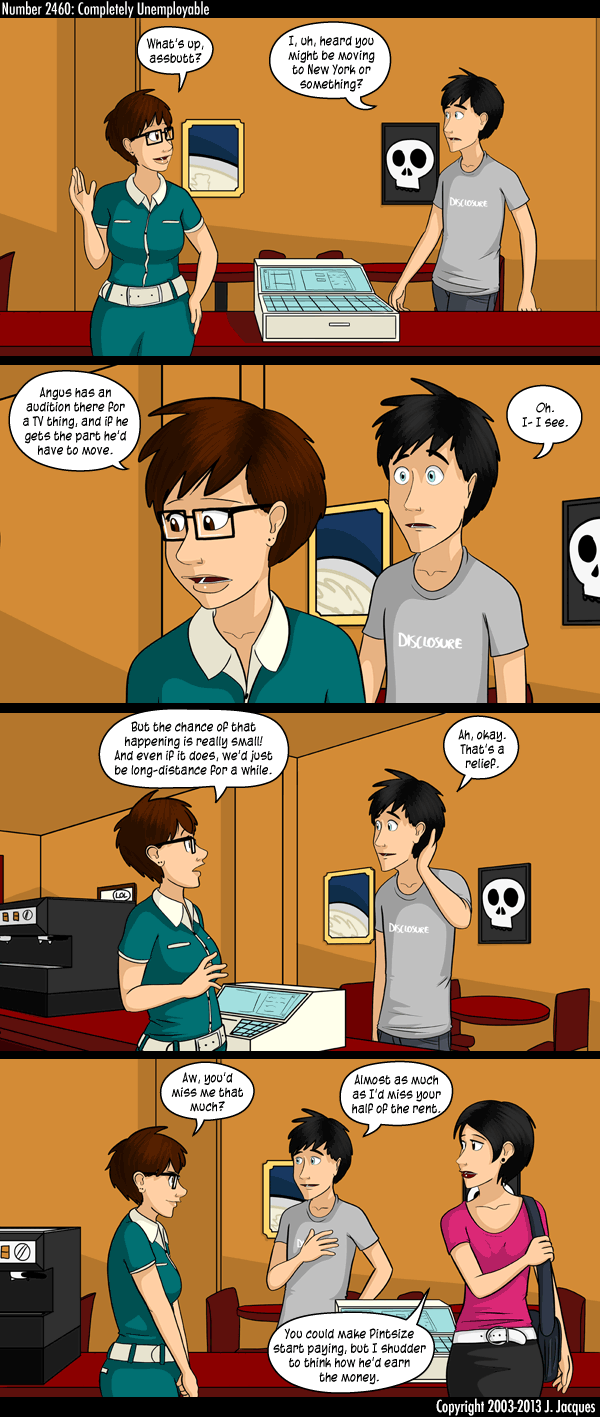 Number 2460: Completely Unemployable
What's up,
assbutt?
I, uh, heard you
might be moving
to New York or
something?
DISCLOSURE
Angus has an
audition there for
a TV thing, and if he
gets the part he'd
have to move.
Oh.
I- I see.
DISCLOSURE
But the chance of that
happening is really small!
And even if it does, we'd just
be long-distance for a while.
Ah, okay.
That's a
relief.
LOL
DISCLOSURE
Aw, you'd
miss me that
much?
Almost as much
as I'd miss your
half of the rent.
You could make Pintsize
start paying, but I shudder
to think how he'd earn
the money.
Copyright 2003-2013 J. Jacques